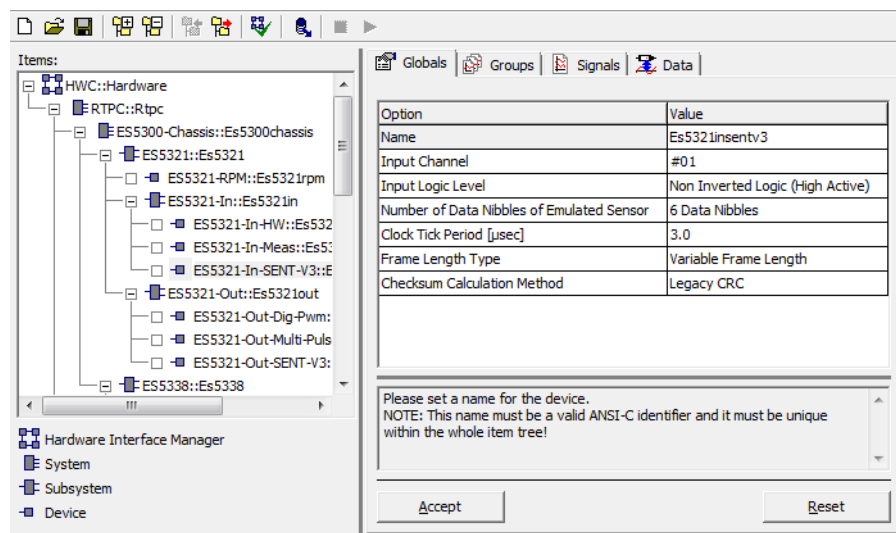 Items:
HWC::Hardware
RTPC::Rtpc
ES5300-Chassis::Es5300chassis
ES5321::Es5321
ES5321-RPM::Es5321rpm
ES5321-In::Es5321in
ES5321-In-HW::Es532
ES5321-In-Meas::Es53
ES5321-In-SENT-V3::E
ES5321-Out::Es5321out
ES5321-Out-Dig-Pwm:
ES5321-Out-Multi-Puls
ES5321-Out-SENT-V3:
ES5338::Es5338
Hardware Interface Manager
System
Subsystem
Device
Globals Groups Signals Data
Option Value
Name Es5321insentv3
Input Channel #01
Input Logic Level Non Inverted Logic (High Active)
Number of Data Nibbles of Emulated Sensor 6 Data Nibbles
Clock Tick Period [µsec] 3.0
Frame Length Type Variable Frame Length
Checksum Calculation Method Legacy CRC
Please set a name for the device.
NOTE: This name must be a valid ANSI-C identifier and it must be unique
within the whole item tree!
Accept Reset